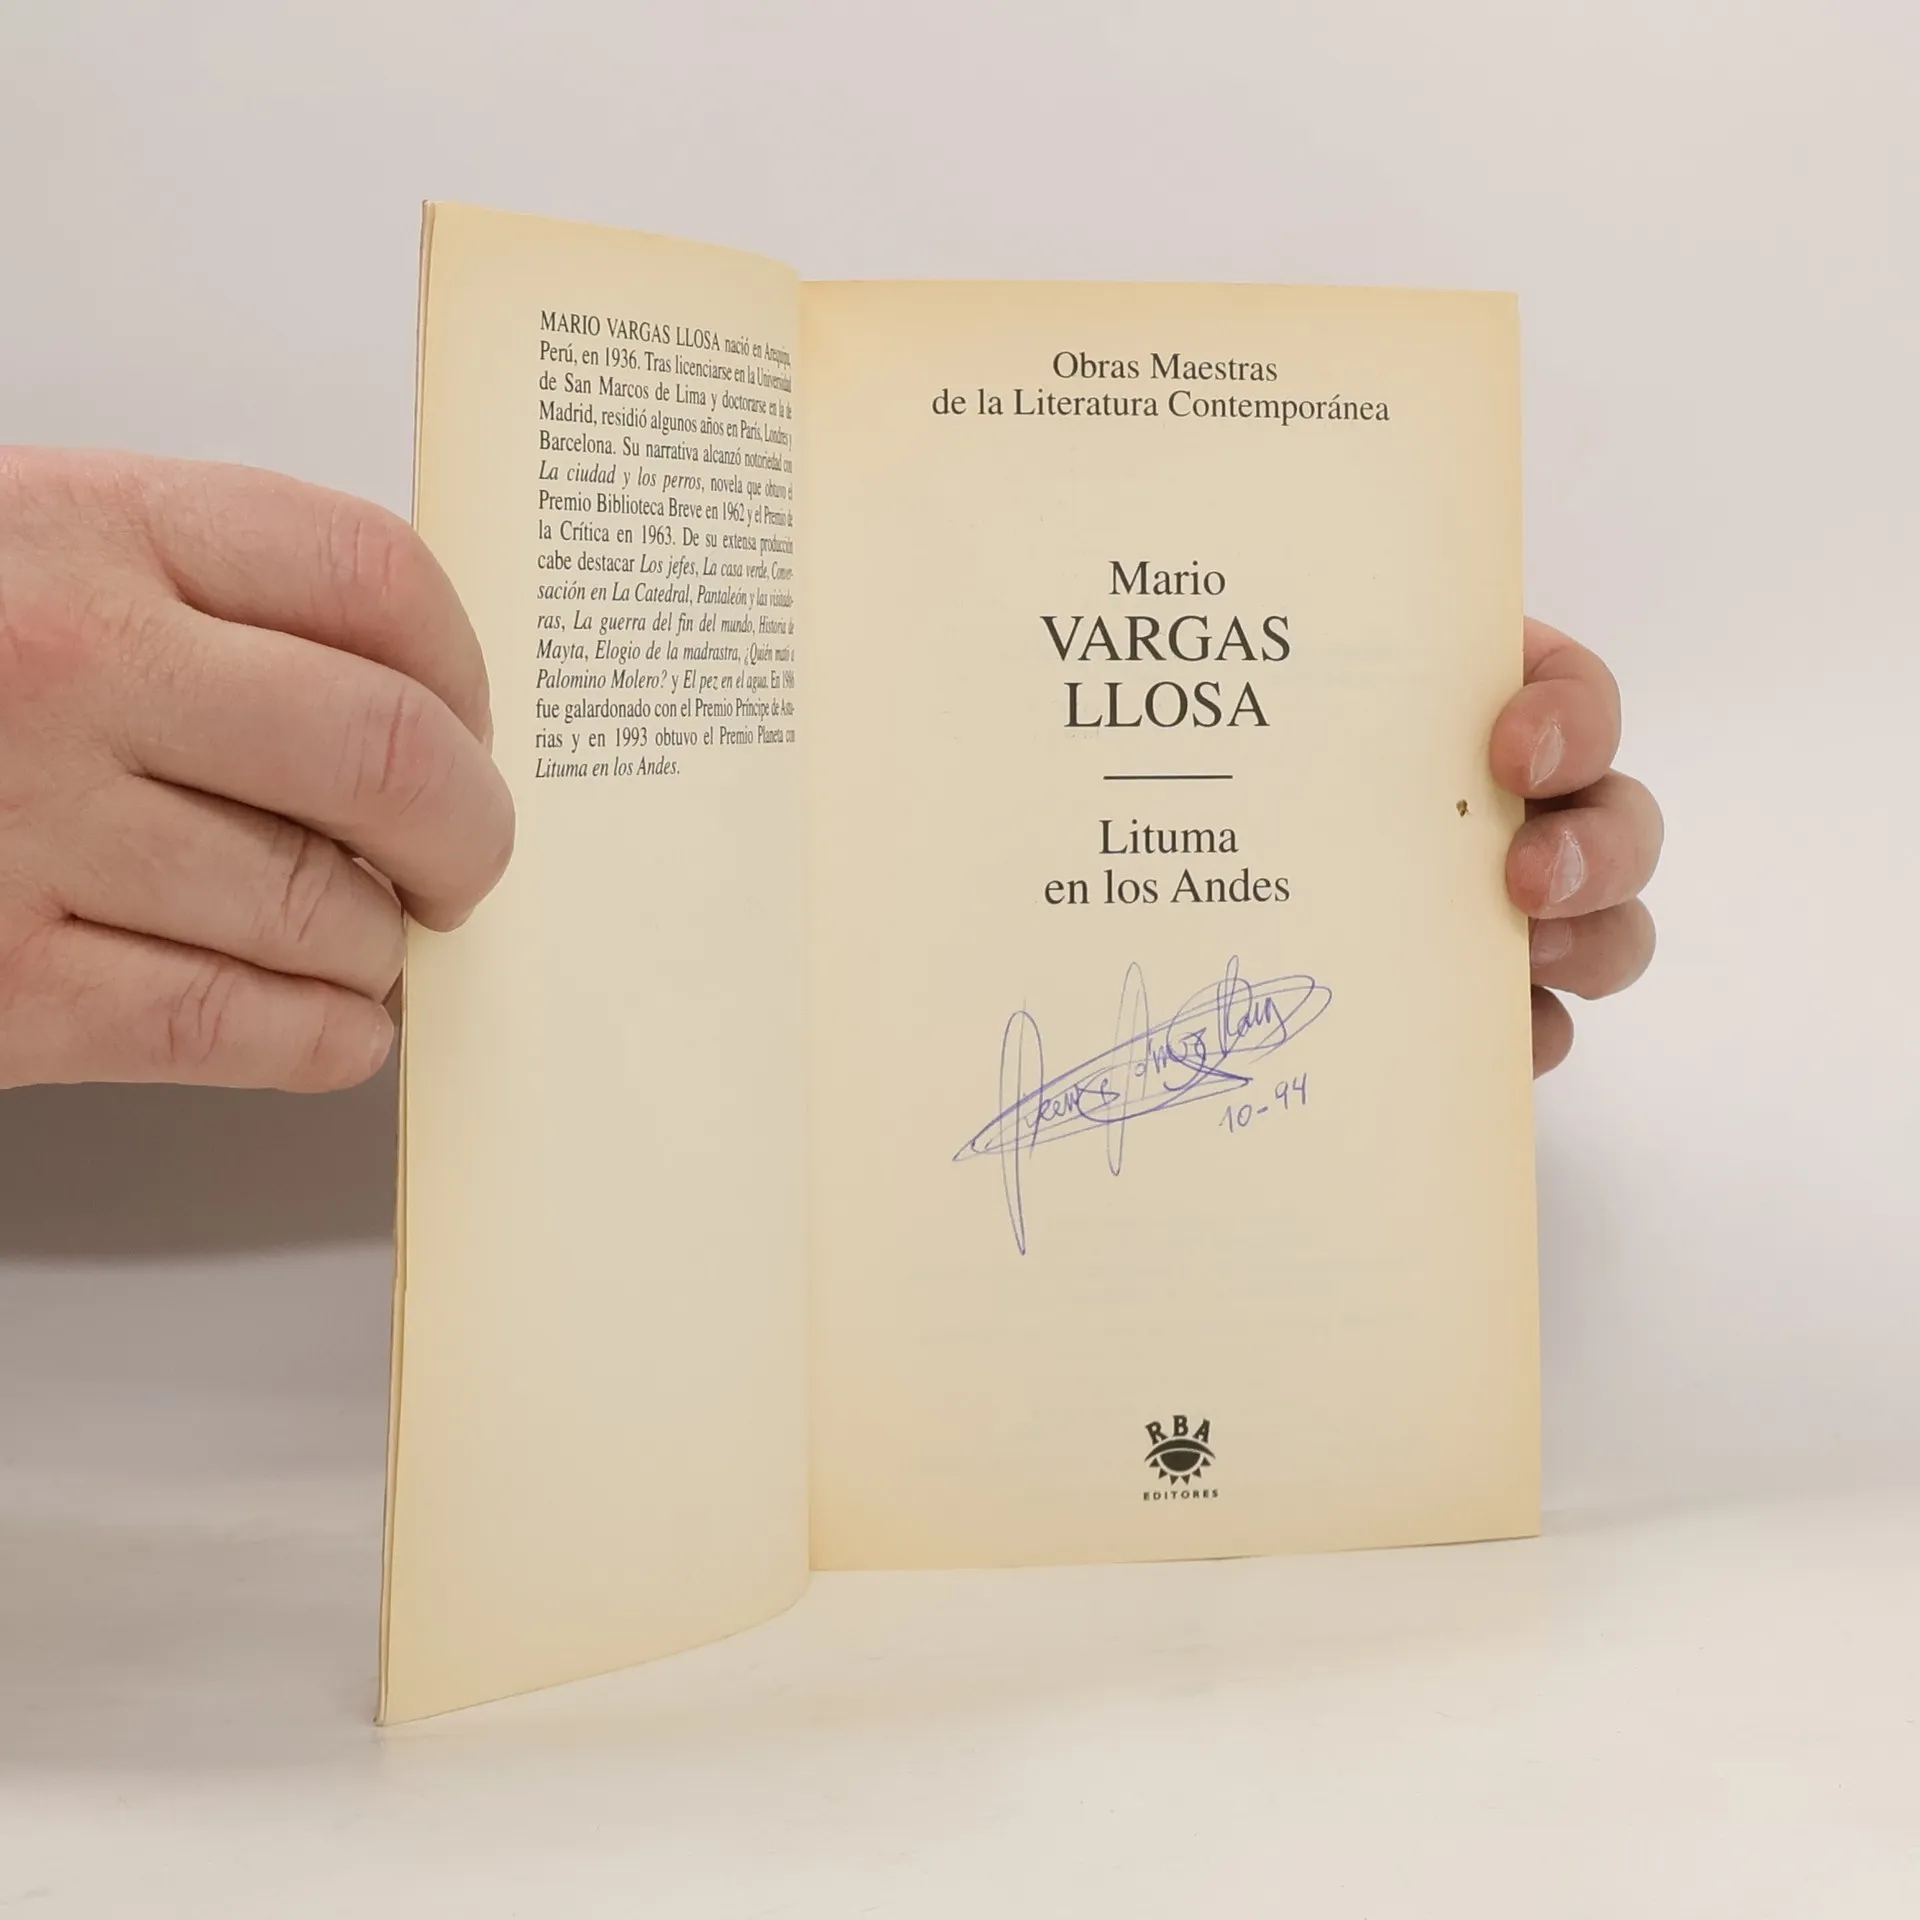 MARIO VARGAS LLOSA nació en Arequipa,
Perú, en 1936. Tras licenciarse en la Universidad
de San Marcos de Lima y doctorarse en la de
Madrid, residió algunos años en París, Londres y
Barcelona. Su narrativa alcanzó notoriedad con
La ciudad y los perros, novela que obtuvo el
Premio Biblioteca Breve en 1962 y el Premio de
la Crítica en 1963. De su extensa producción
cabe destacar Los jefes, La casa verde, Conver-
sación en La Catedral, Pantaleón y las visitado-
ras, La guerra del fin del mundo, Historia de
Mayta, Elogio de la madrastra, ¿Quién mató a
Palomino Molero? y El pez en el agua. En 1986
fue galardonado con el Premio Príncipe de Astu-
rias y en 1993 obtuvo el Premio Planeta con
Lituma en los Andes.
Obras Maestras
de la Literatura Contemporánea
Mario
VARGAS
LLOSA
Lituma
en los Andes
10-94
RBA
EDITORES